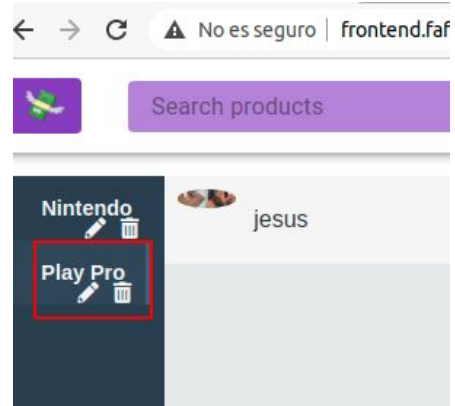 No es seguro | frontend.faf
Search products
Nintendo
jesus
Play Pro